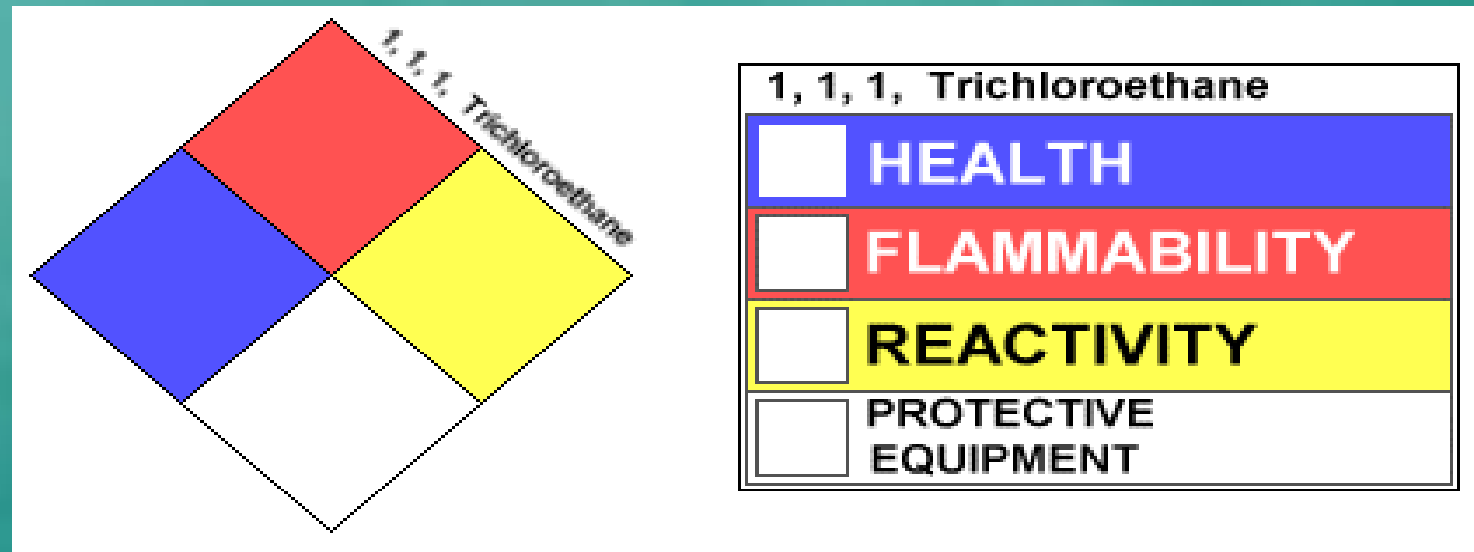 1, 1, 1, Trichloroethane
1, 1, 1, Trichloroethane
HEALTH
FLAMMABILITY
REACTIVITY
PROTECTIVE
EQUIPMENT